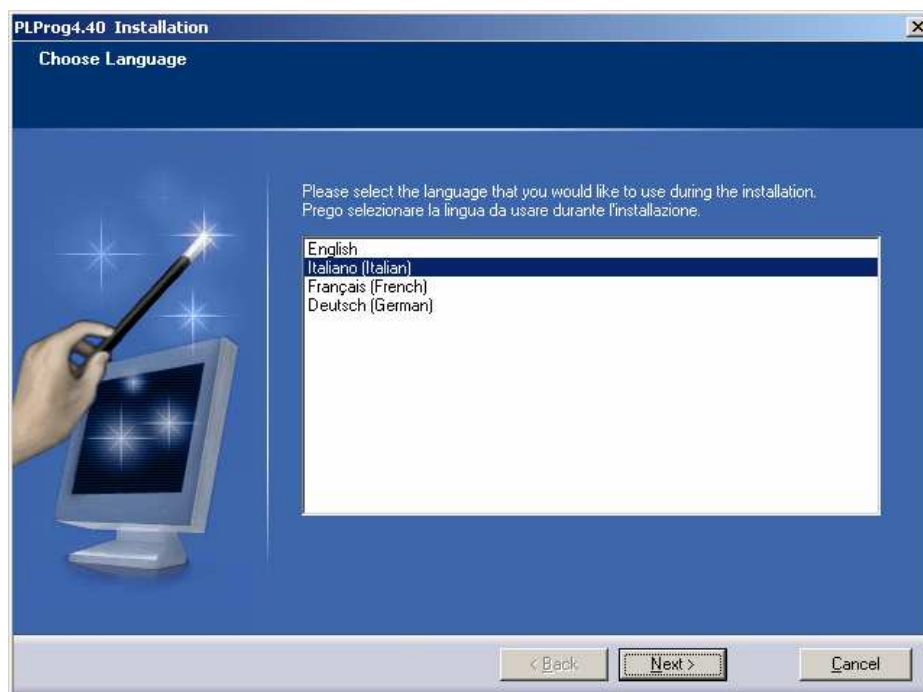 PLProg4.40 Installation
Choose Language
Please select the language that you would like to use during the installation.
Prego selezionare la lingua da usare durante l'installazione.
English
Italiano (Italian)
Français (French)
Deutsch (German)
< Back
Next >
Cancel